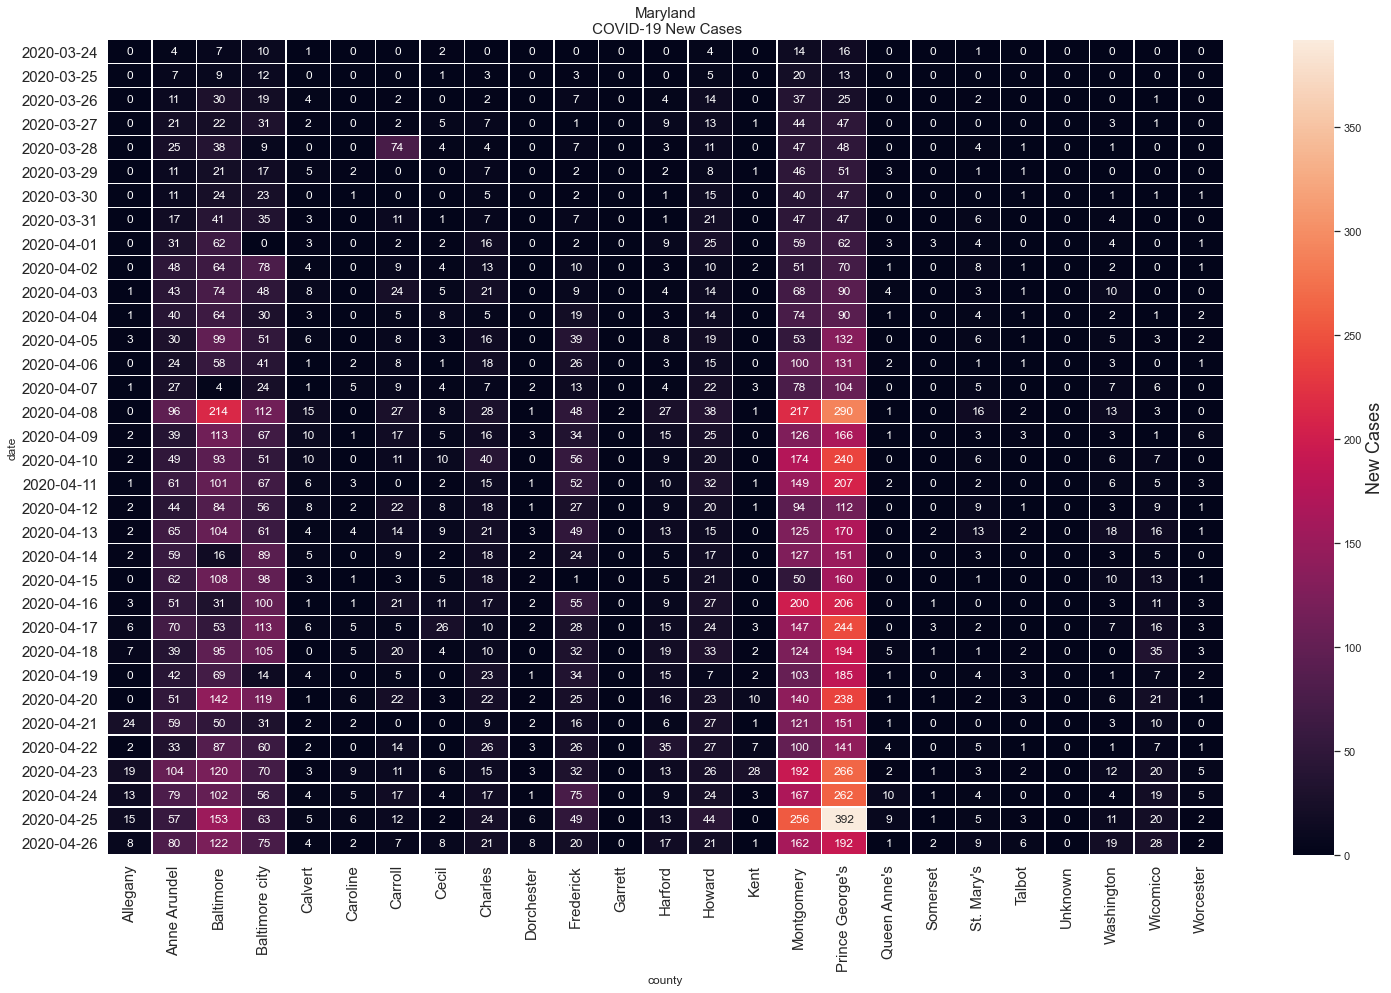 Maryland
COVID-19 New Cases
2020-03-24 0 4 7 10 1 0 0 2 0 0 0 0 0 4 0 14 16 0 0 1 0 0 0 0 0
2020-03-25 0 7 9 12 0 0 0 1 3 0 3 0 0 5 0 20 13 0 0 0 0 0 0 0 0
2020-03-26 0 11 30 19 4 0 2 0 2 0 7 0 4 14 0 37 25 0 0 2 0 0 0 1 0
2020-03-27 0 21 22 31 2 0 2 5 7 0 1 0 9 13 1 44 47 0 0 0 0 0 3 1 0
2020-03-28 0 25 38 9 0 0 74 4 4 0 7 0 3 11 0 47 48 0 0 4 1 0 1 0 0
2020-03-29 0 11 21 17 5 2 0 0 7 0 2 0 2 8 1 46 51 3 0 1 1 0 0 0 0
2020-03-30 0 11 24 23 0 1 0 0 5 0 2 0 1 15 0 40 47 0 0 0 1 0 1 1 1
2020-03-31 0 17 41 35 3 0 11 1 7 0 7 0 1 21 0 47 47 0 0 6 0 0 4 0 0
2020-04-01 0 31 62 0 3 0 2 2 16 0 2 0 9 25 0 59 62 3 3 4 0 0 4 0 1
2020-04-02 0 48 64 78 4 0 9 4 13 0 10 0 3 10 2 51 70 1 0 8 1 0 2 0 1
2020-04-03 1 43 74 48 8 0 24 5 21 0 9 0 4 14 0 68 90 4 0 3 1 0 10 0 0
2020-04-04 1 40 64 30 3 0 5 8 5 0 19 0 3 14 0 74 90 1 0 4 1 0 2 1 2
2020-04-05 3 30 99 51 6 0 8 3 16 0 39 0 8 19 0 53 132 0 0 6 1 0 5 3 2
2020-04-06 0 24 58 41 1 2 8 1 18 0 26 0 3 15 0 100 131 2 0 1 1 0 3 0 1
2020-04-07 1 27 4 24 1 5 9 4 7 2 13 0 4 22 3 78 104 0 0 5 0 0 7 6 0
2020-04-08 0 96 214 112 15 0 27 8 28 1 48 2 27 38 1 217 290 1 0 16 2 0 13 3 0
2020-04-09 2 39 113 67 10 1 17 5 16 3 34 0 15 25 0 126 166 1 0 3 3 0 3 1 6
2020-04-10 2 49 93 51 10 0 11 10 40 0 56 0 9 20 0 174 240 0 0 6 0 0 6 7 0
2020-04-11 1 61 101 67 6 3 0 2 15 1 52 0 10 32 1 149 207 2 0 2 0 0 6 5 3
2020-04-12 2 44 84 56 8 2 22 8 18 1 27 0 9 20 1 94 112 0 0 9 1 0 3 9 1
2020-04-13 2 65 104 61 4 4 14 9 21 3 49 0 13 15 0 125 170 0 2 13 2 0 18 16 1
2020-04-14 2 59 16 89 5 0 9 2 18 2 24 0 5 17 0 127 151 0 0 3 0 0 3 5 0
2020-04-15 0 62 108 98 3 1 3 5 18 2 1 0 5 21 0 50 160 0 0 1 0 0 10 13 1
2020-04-16 3 51 31 100 1 1 21 11 17 2 55 0 9 27 0 200 206 0 1 0 0 0 3 11 3
2020-04-17 6 70 53 113 6 5 5 26 10 2 28 0 15 24 3 147 244 0 3 2 0 0 7 16 3
2020-04-18 7 39 95 105 0 5 20 4 10 0 32 0 19 33 2 124 194 5 1 1 2 0 0 35 3
2020-04-19 0 42 69 14 4 0 5 0 23 1 34 0 15 7 2 103 185 1 0 4 3 0 1 7 2
2020-04-20 0 51 142 119 1 6 22 3 22 2 25 0 16 23 10 140 238 1 1 2 3 0 6 21 1
2020-04-21 24 59 50 31 2 2 0 0 9 2 16 0 6 27 1 121 151 1 0 0 0 0 3 10 0
2020-04-22 2 33 87 60 2 0 14 0 26 3 26 0 35 27 7 100 141 4 0 5 1 0 1 7 1
2020-04-23 19 104 120 70 3 9 11 6 15 3 32 0 13 26 28 192 266 2 1 3 2 0 12 20 5
2020-04-24 13 79 102 56 4 5 17 4 17 1 75 0 9 24 3 167 262 10 1 4 0 0 4 19 5
2020-04-25 15 57 153 63 5 6 12 2 24 6 49 0 13 44 0 256 392 9 1 5 3 0 11 20 2
2020-04-26 8 80 122 75 4 2 7 8 21 8 20 0 17 21 1 162 192 1 2 9 6 0 19 28 2
date
Allegany
Anne Arundel
Baltimore
Baltimore city
Calvert
Caroline
Carroll
Cecil
Charles
Dorchester
Frederick
Garrett
Harford
Howard
Kent
Montgomery
Prince George's
Queen Anne's
Somerset
St. Mary's
Talbot
Unknown
Washington
Wicomico
Worcester
county
350
300
250
200
150
100
50
0
New Cases